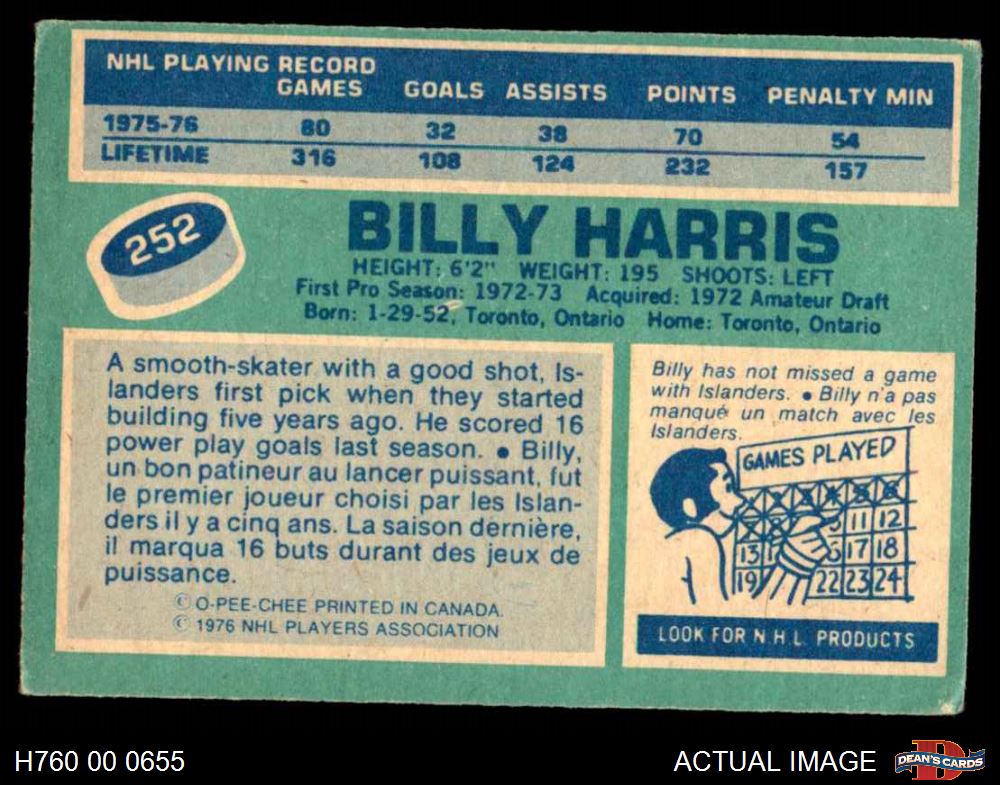 NHL PLAYING RECORD
GAMES GOALS ASSISTS POINTS PENALTY MIN
1975-76 80 32 38 70 54
LIFETIME 316 108 124 232 157
252
BILLY HARRIS
HEIGHT: 6'2" WEIGHT: 195 SHOOTS: LEFT
First Pro Season: 1972-73 Acquired: 1972 Amateur Draft
Born: 1-29-52, Toronto, Ontario Home: Toronto, Ontario
A smooth-skater with a good shot, Is-
landers first pick when they started
building five years ago. He scored 16
power play goals last season. • Billy,
un bon patineur au lancer puissant, fut
le premier joueur choisi par les Islan-
ders il y a cinq ans. La saison dernière,
il marqua 16 buts durant des jeux de
puissance.
© O-PEE-CHEE PRINTED IN CANADA.
© 1976 NHL PLAYERS ASSOCIATION
Billy has not missed a game
with Islanders. • Billy n'a pas
manqué un match avec les
Islanders.
GAMES PLAYED
11 12
13 17 18
19 22 23 24
LOOK FOR N H L PRODUCTS
H760 00 0655
ACTUAL IMAGE
D
DEAN'S CARDS